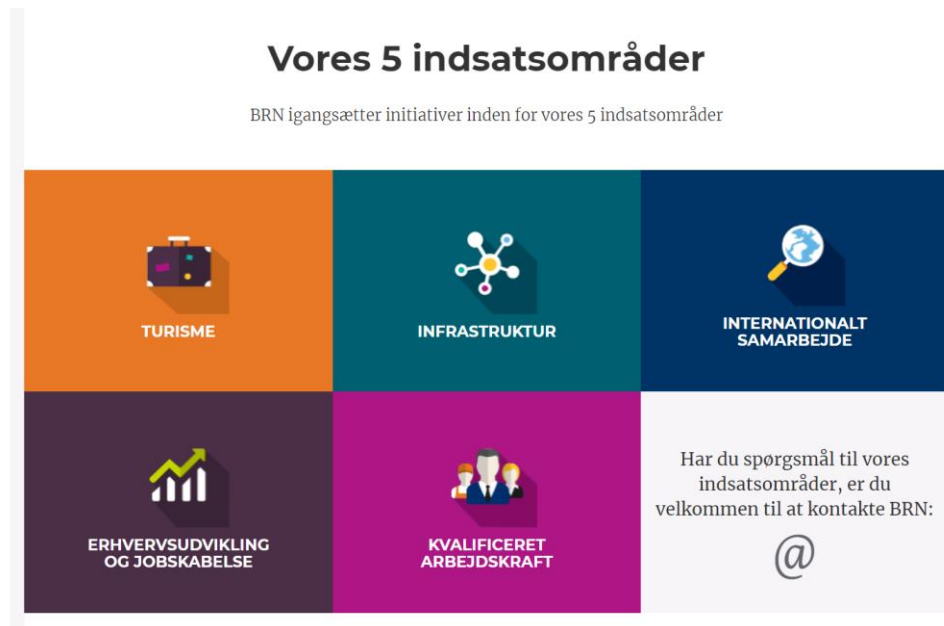 Vores 5 indsatsområder
BRN igangsætter initiativer inden for vores 5 indsatsområder
TURISME
INFRASTRUKTUR
INTERNATIONALT
SAMARBEJDE
ERHVERVSUDVIKLING
OG JOBSKABELSE
KVALIFICERET
ARBEJDSKRAFT
Har du spørgsmål til vores
indsatsområder, er du
velkommen til at kontakte BRN:
@